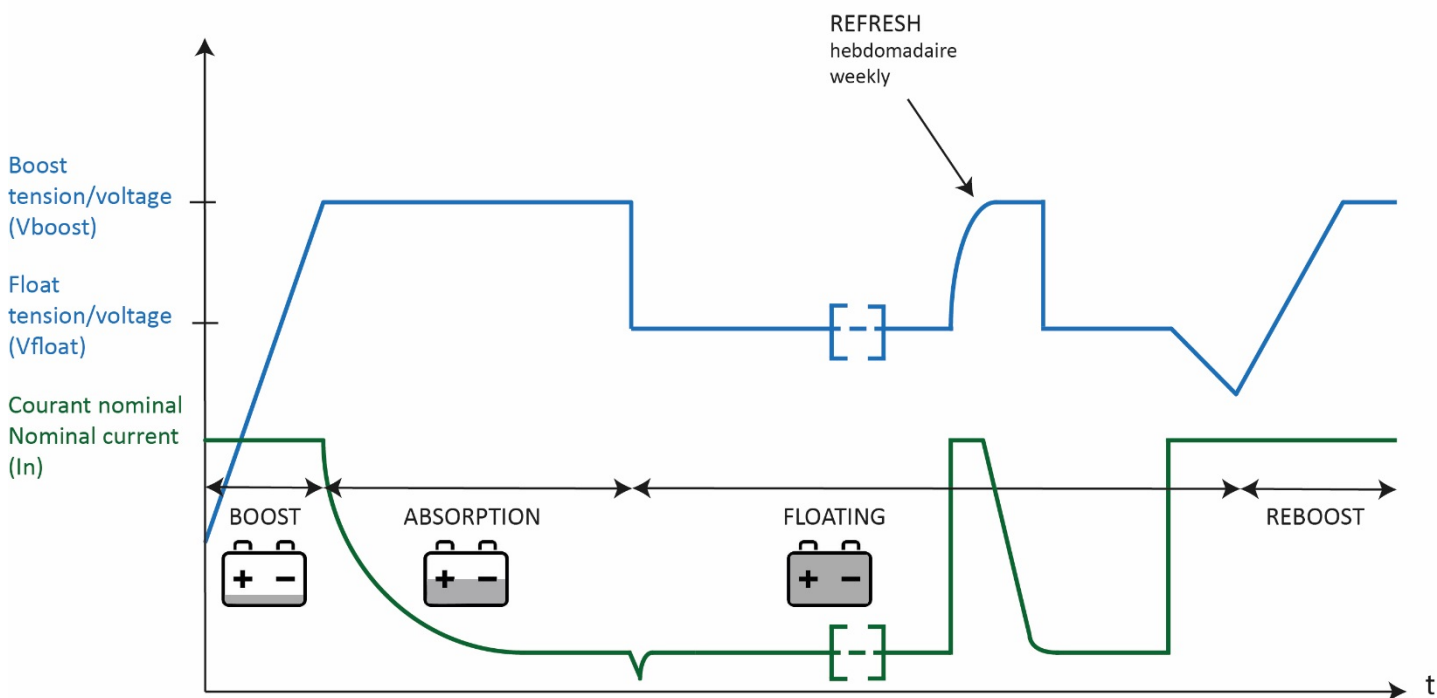 REFRESH
hebdomadaire
weekly
Boost
tension/voltage
(Vboost)
Float
tension/voltage
(Vfloat)
Courant nominal
Nominal current
(In)
BOOST
ABSORPTION
FLOATING
REBOOST
+ −
+ −
+ −
t